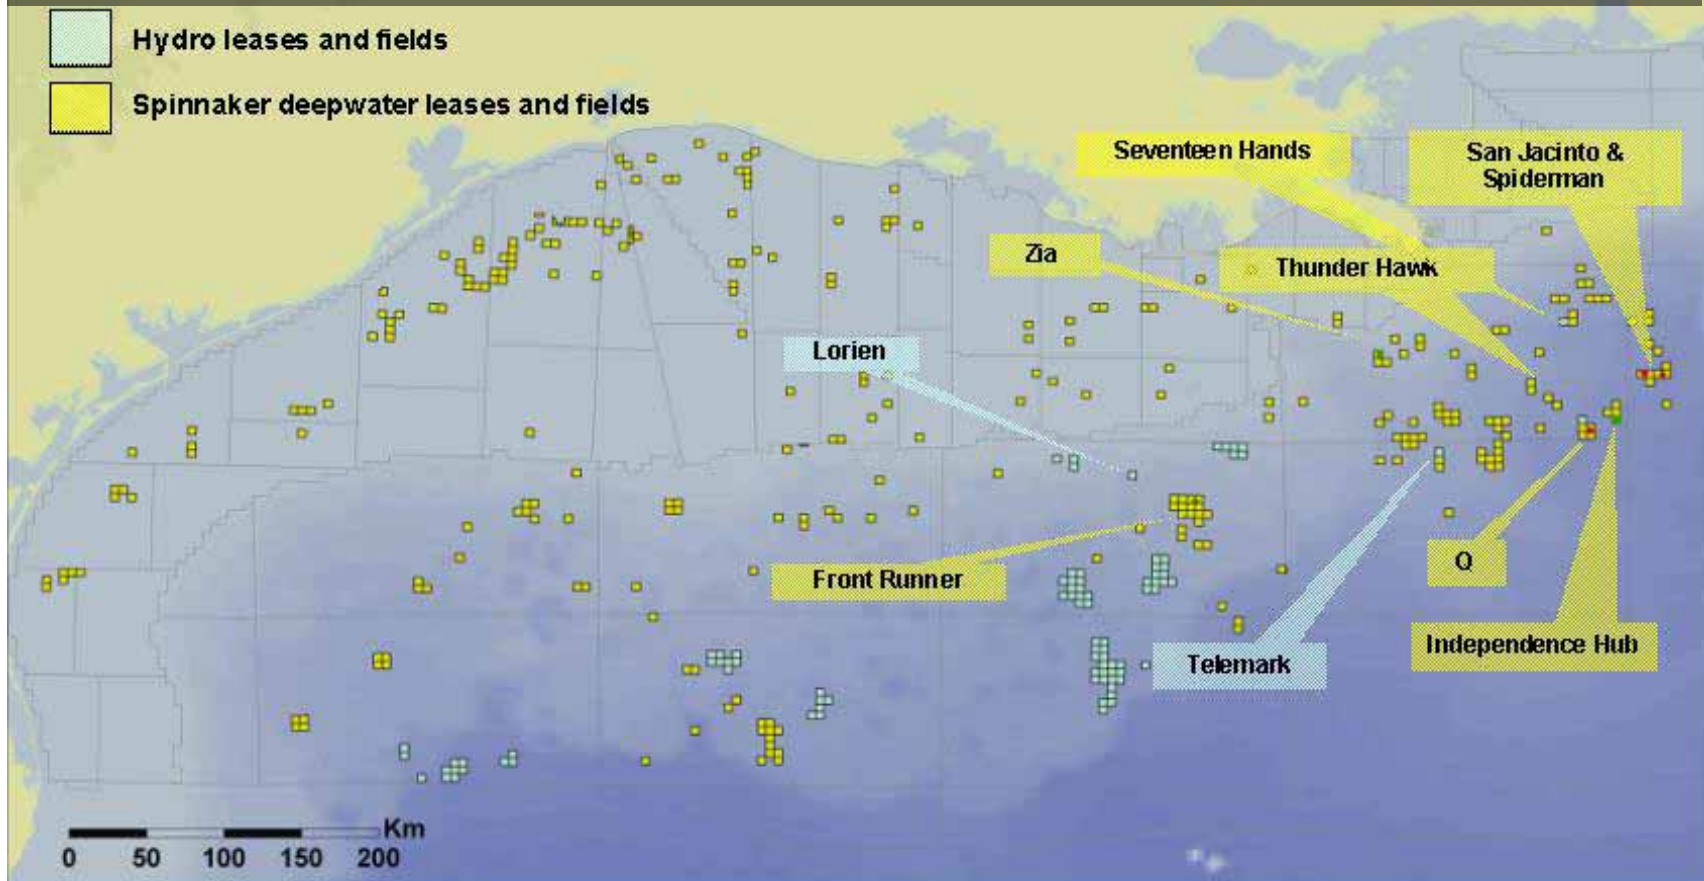 Hydro leases and fields
Spinnaker deepwater leases and fields
Seventeen Hands
San Jacinto &
Spiderman
Zia
Thunder Hawk
Lorien
Front Runner
Q
Telemark
Independence Hub
Km
0 50 100 150 200